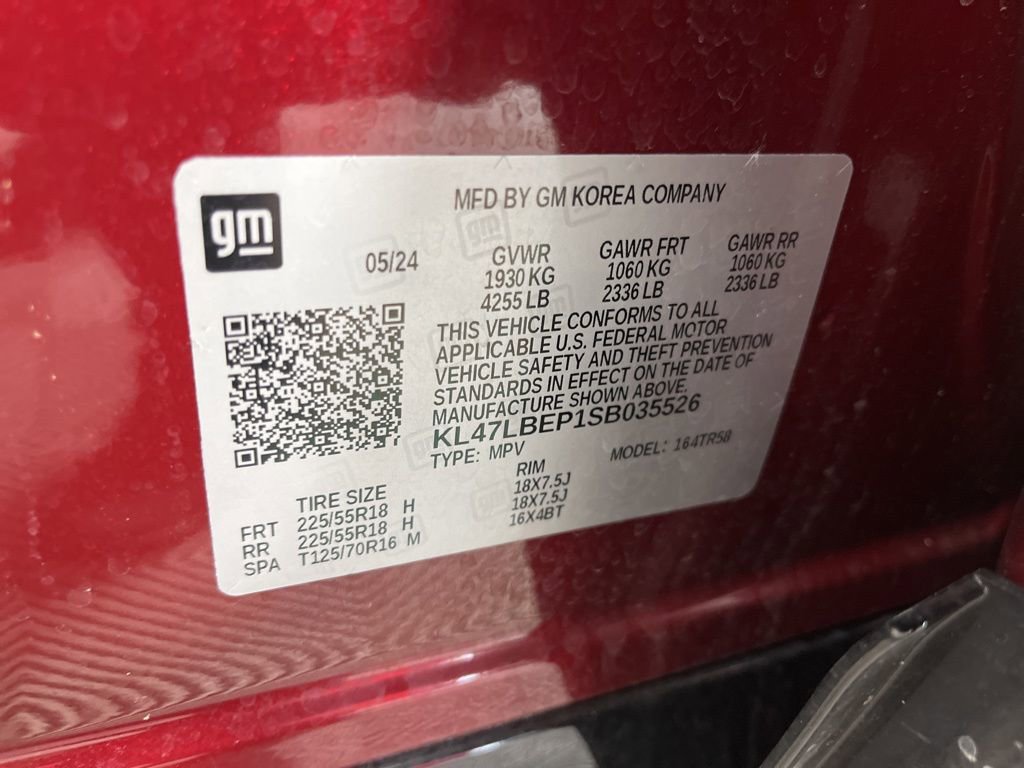 gm
MFD BY GM KOREA COMPANY
05/24
GVWR
1930 KG
4255 LB
GAWR FRT
1060 KG
2336 LB
GAWR RR
1060 KG
2336 LB
THIS VEHICLE CONFORMS TO ALL
APPLICABLE U.S. FEDERAL MOTOR
VEHICLE SAFETY AND THEFT PREVENTION
STANDARDS IN EFFECT ON THE DATE OF
MANUFACTURE SHOWN ABOVE.
KL47LBEP1SB035526
TYPE: MPV
MODEL: 164TR58
TIRE SIZE
RIM
FRT 225/55R18 H 18X7.5J
RR 225/55R18 H 18X7.5J
SPA T125/70R16 M 16X4BT